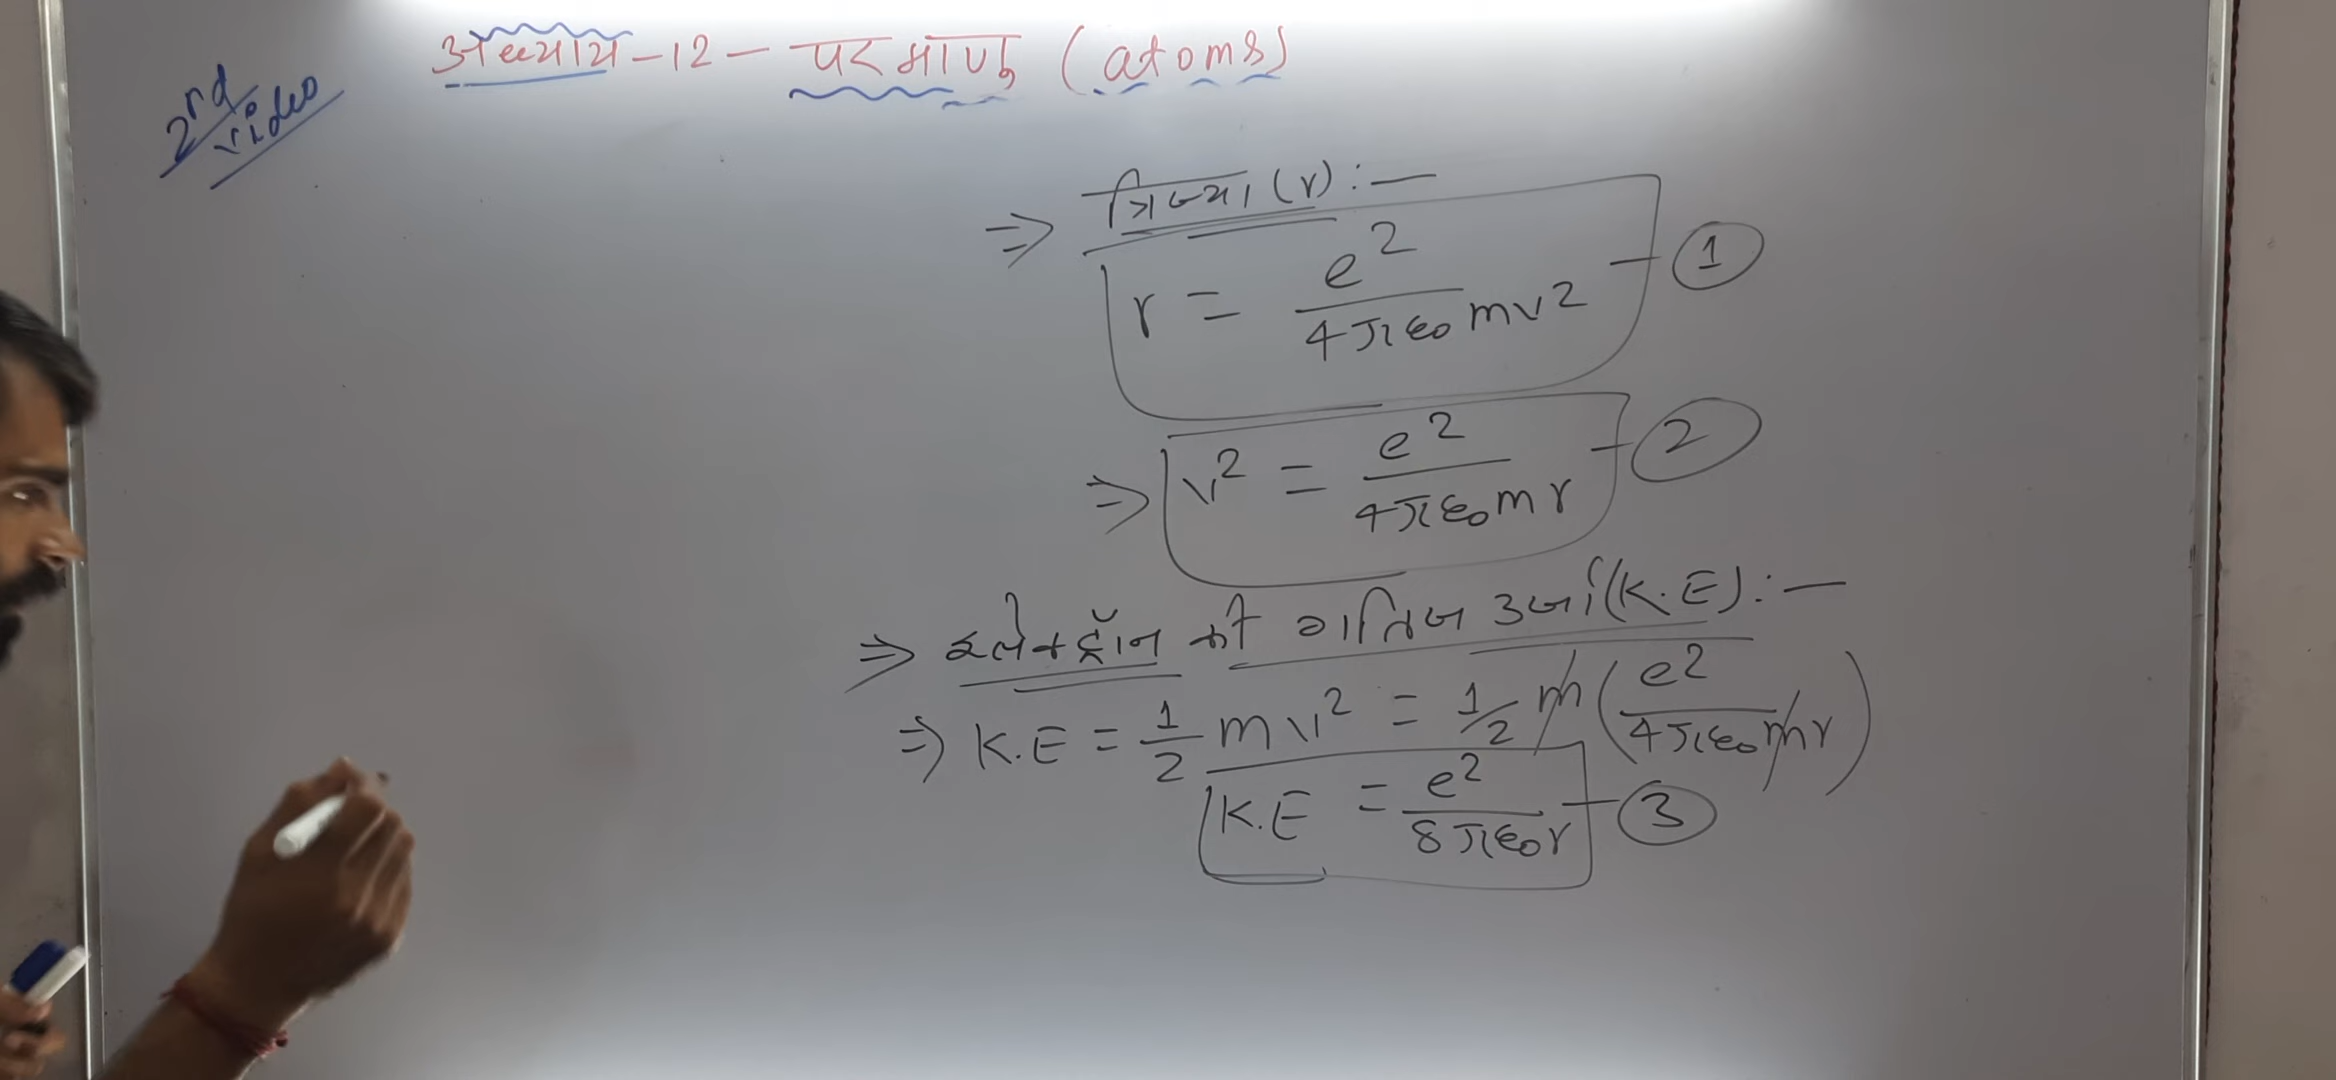 अध्याय-12- परमाणु (atoms)
2rd video
⇒ त्रिज्या (r):-
r = e²/4πε₀mv² - ①
⇒ v² = e²/4πε₀mr - ②
⇒ इलेक्ट्रॉन की गतिज ऊर्जा (K.E):-
⇒ K.E = 1/2 mv² = 1/2 m (e²/4πε₀mr)
K.E = e²/8πε₀r - ③